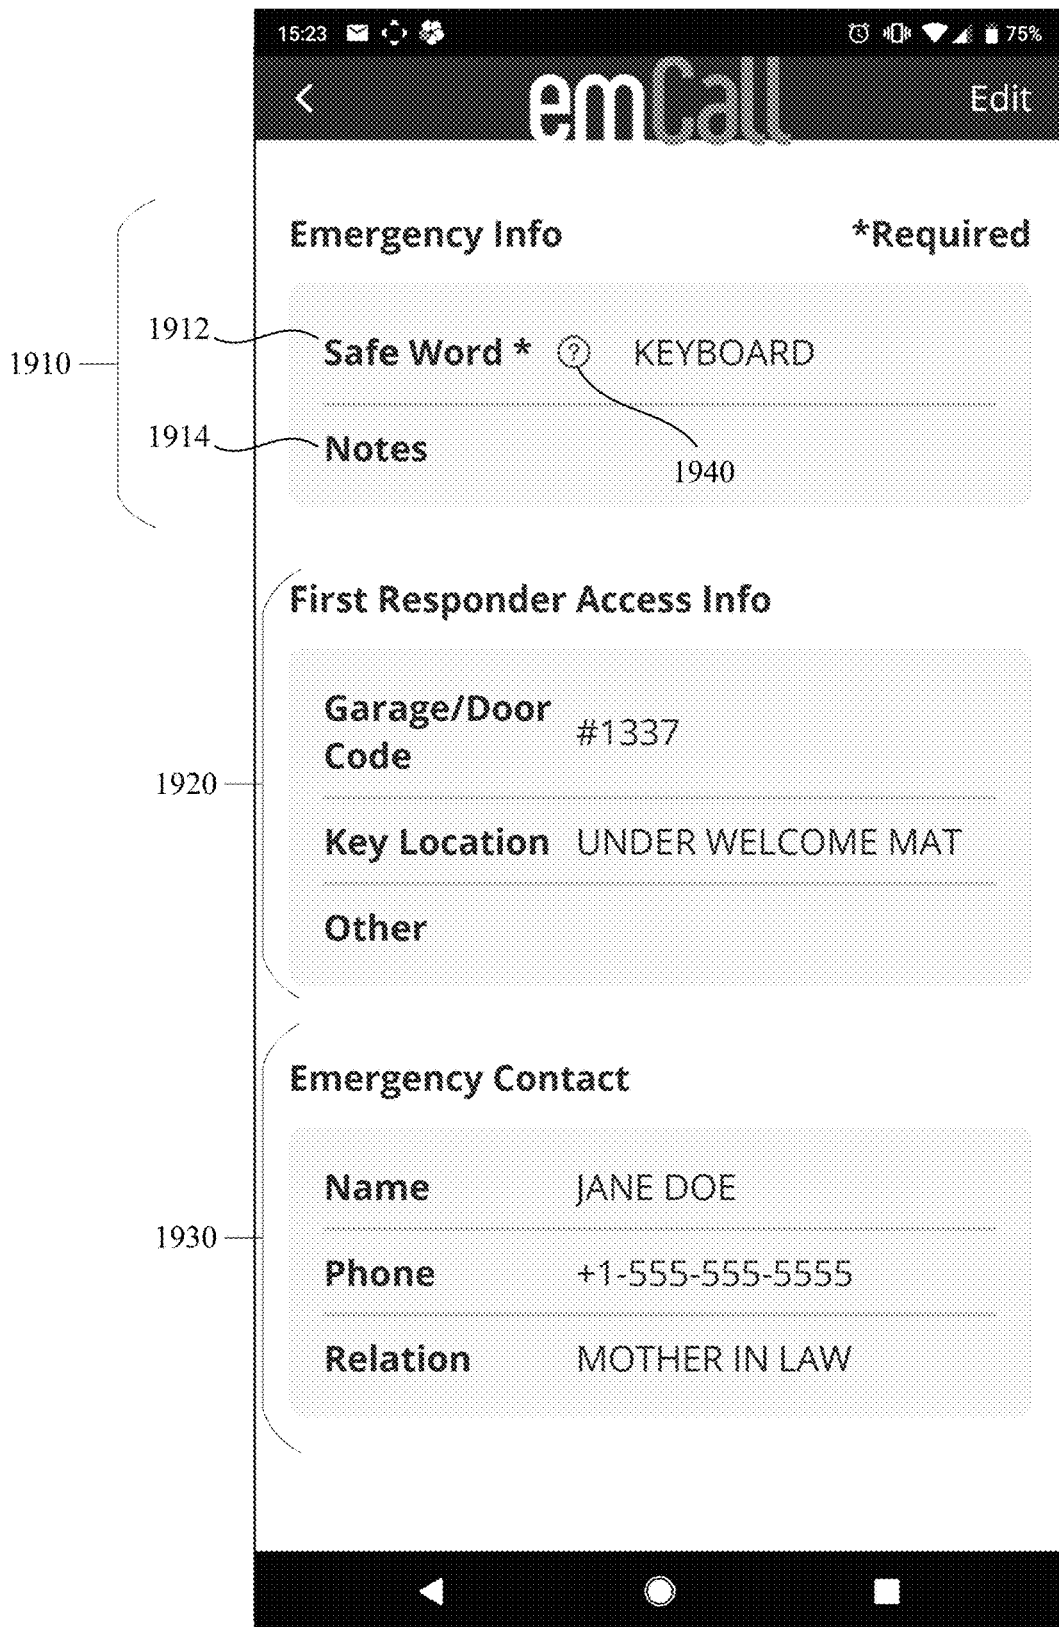 15:23 75%
emCall Edit
Emergency Info *Required
1912
Safe Word * ? KEYBOARD
1910
1914
Notes
1940
First Responder Access Info
Garage/Door
Code #1337
1920
Key Location UNDER WELCOME MAT
Other
Emergency Contact
Name JANE DOE
1930
Phone +1-555-555-5555
Relation MOTHER IN LAW